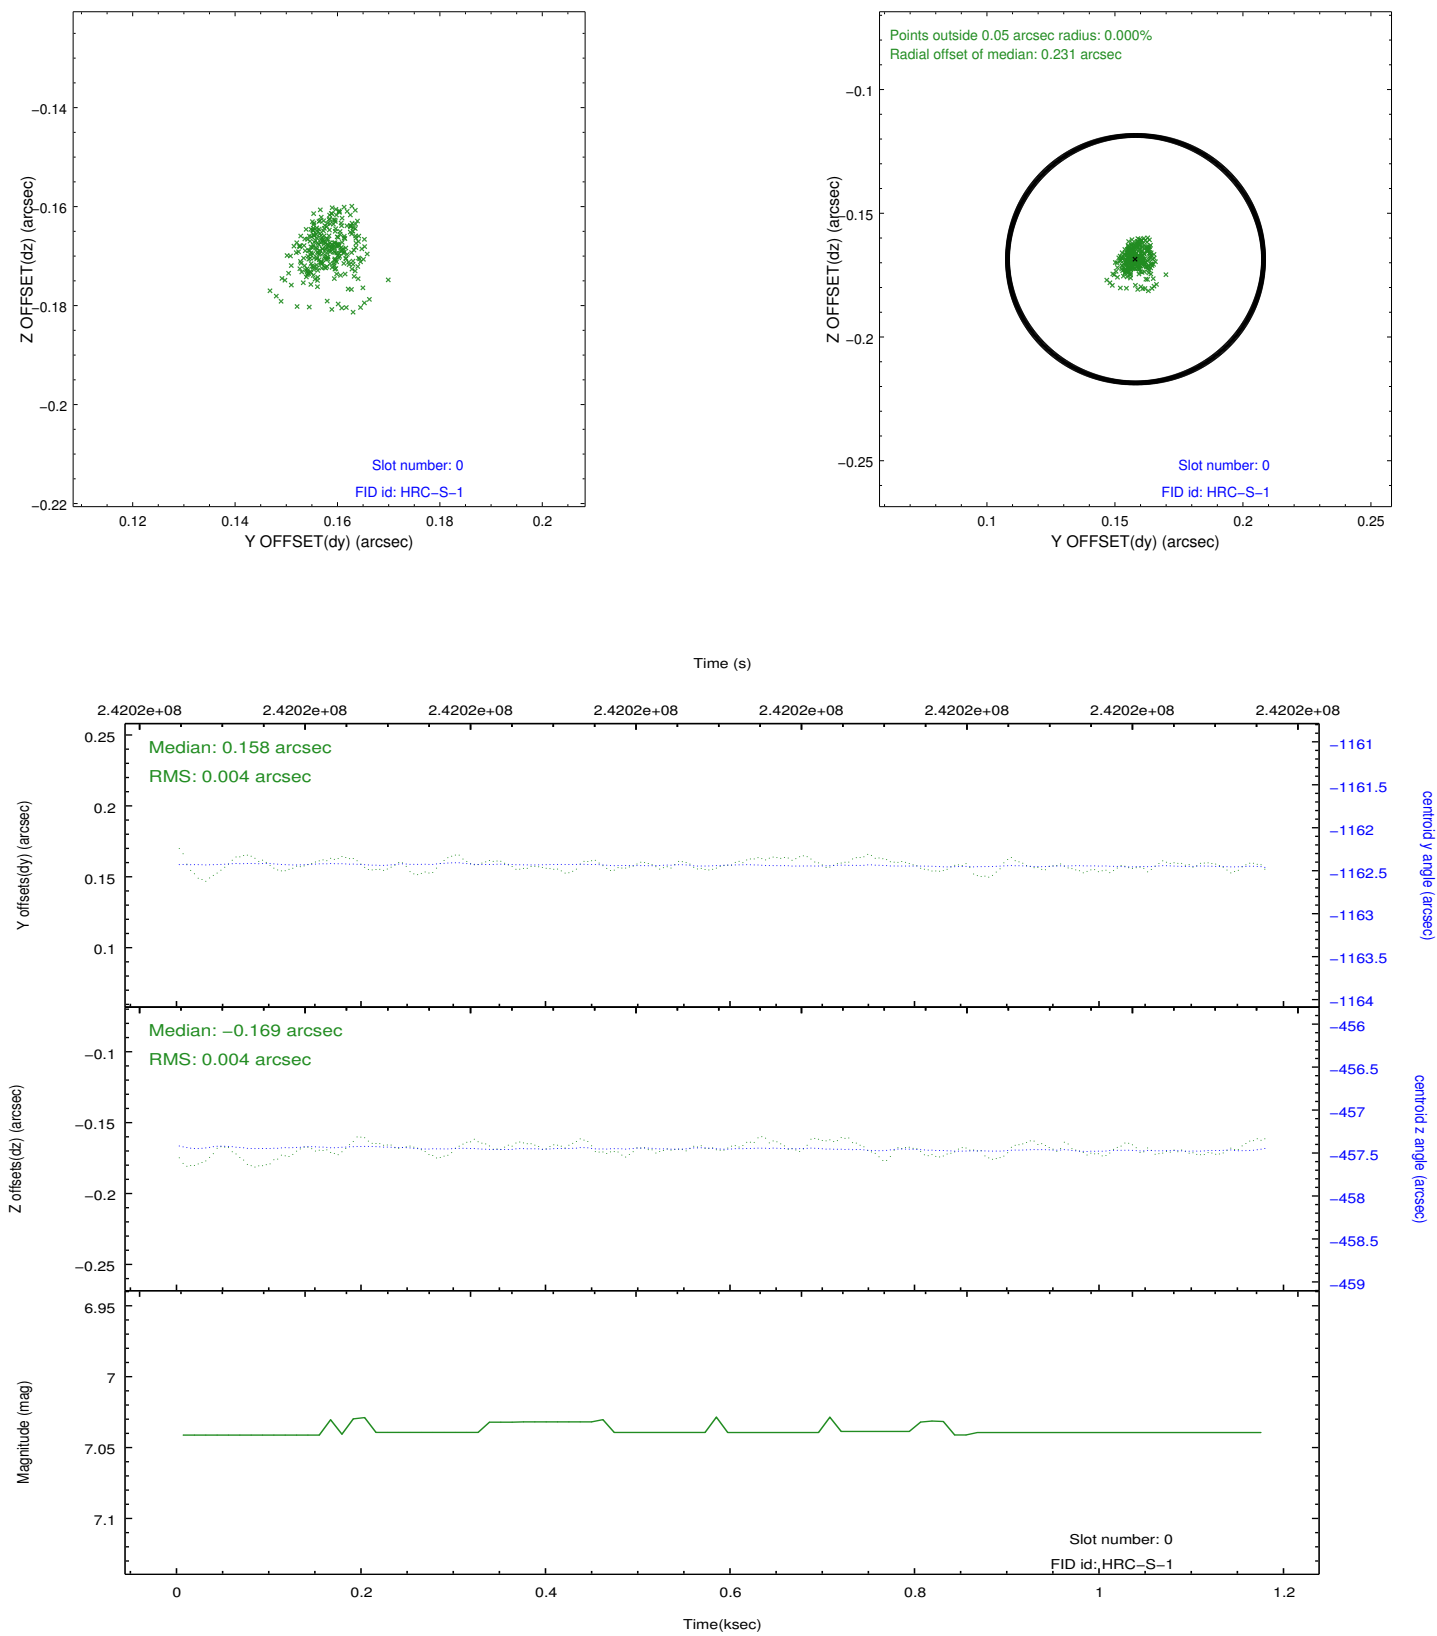 −0.14
−0.16
−0.18
−0.2
−0.22
Z OFFSET(dz) (arcsec)
Slot number: 0
FID id: HRC−S−1
0.12 0.14 0.16 0.18 0.2
Y OFFSET(dy) (arcsec)
Points outside 0.05 arcsec radius: 0.000%
Radial offset of median: 0.231 arcsec
−0.1
−0.15
−0.2
−0.25
Z OFFSET(dz) (arcsec)
Slot number: 0
FID id: HRC−S−1
0.1 0.15 0.2 0.25
Y OFFSET(dy) (arcsec)
Time (s)
2.4202e+08 2.4202e+08 2.4202e+08 2.4202e+08 2.4202e+08 2.4202e+08 2.4202e+08 2.4202e+08
Median: 0.158 arcsec
RMS: 0.004 arcsec
0.25
0.2
0.15
0.1
Y offsets(dy) (arcsec)
−1161
−1161.5
−1162
−1162.5
−1163
−1163.5
−1164
centroid y angle (arcsec)
Median: −0.169 arcsec
RMS: 0.004 arcsec
−0.1
−0.15
−0.2
−0.25
Z offsets(dz) (arcsec)
−456
−456.5
−457
−457.5
−458
−458.5
−459
centroid z angle (arcsec)
6.95
7
7.05
7.1
Magnitude (mag)
Slot number: 0
FID id: HRC−S−1
0 0.2 0.4 0.6 0.8 1 1.2
Time(ksec)